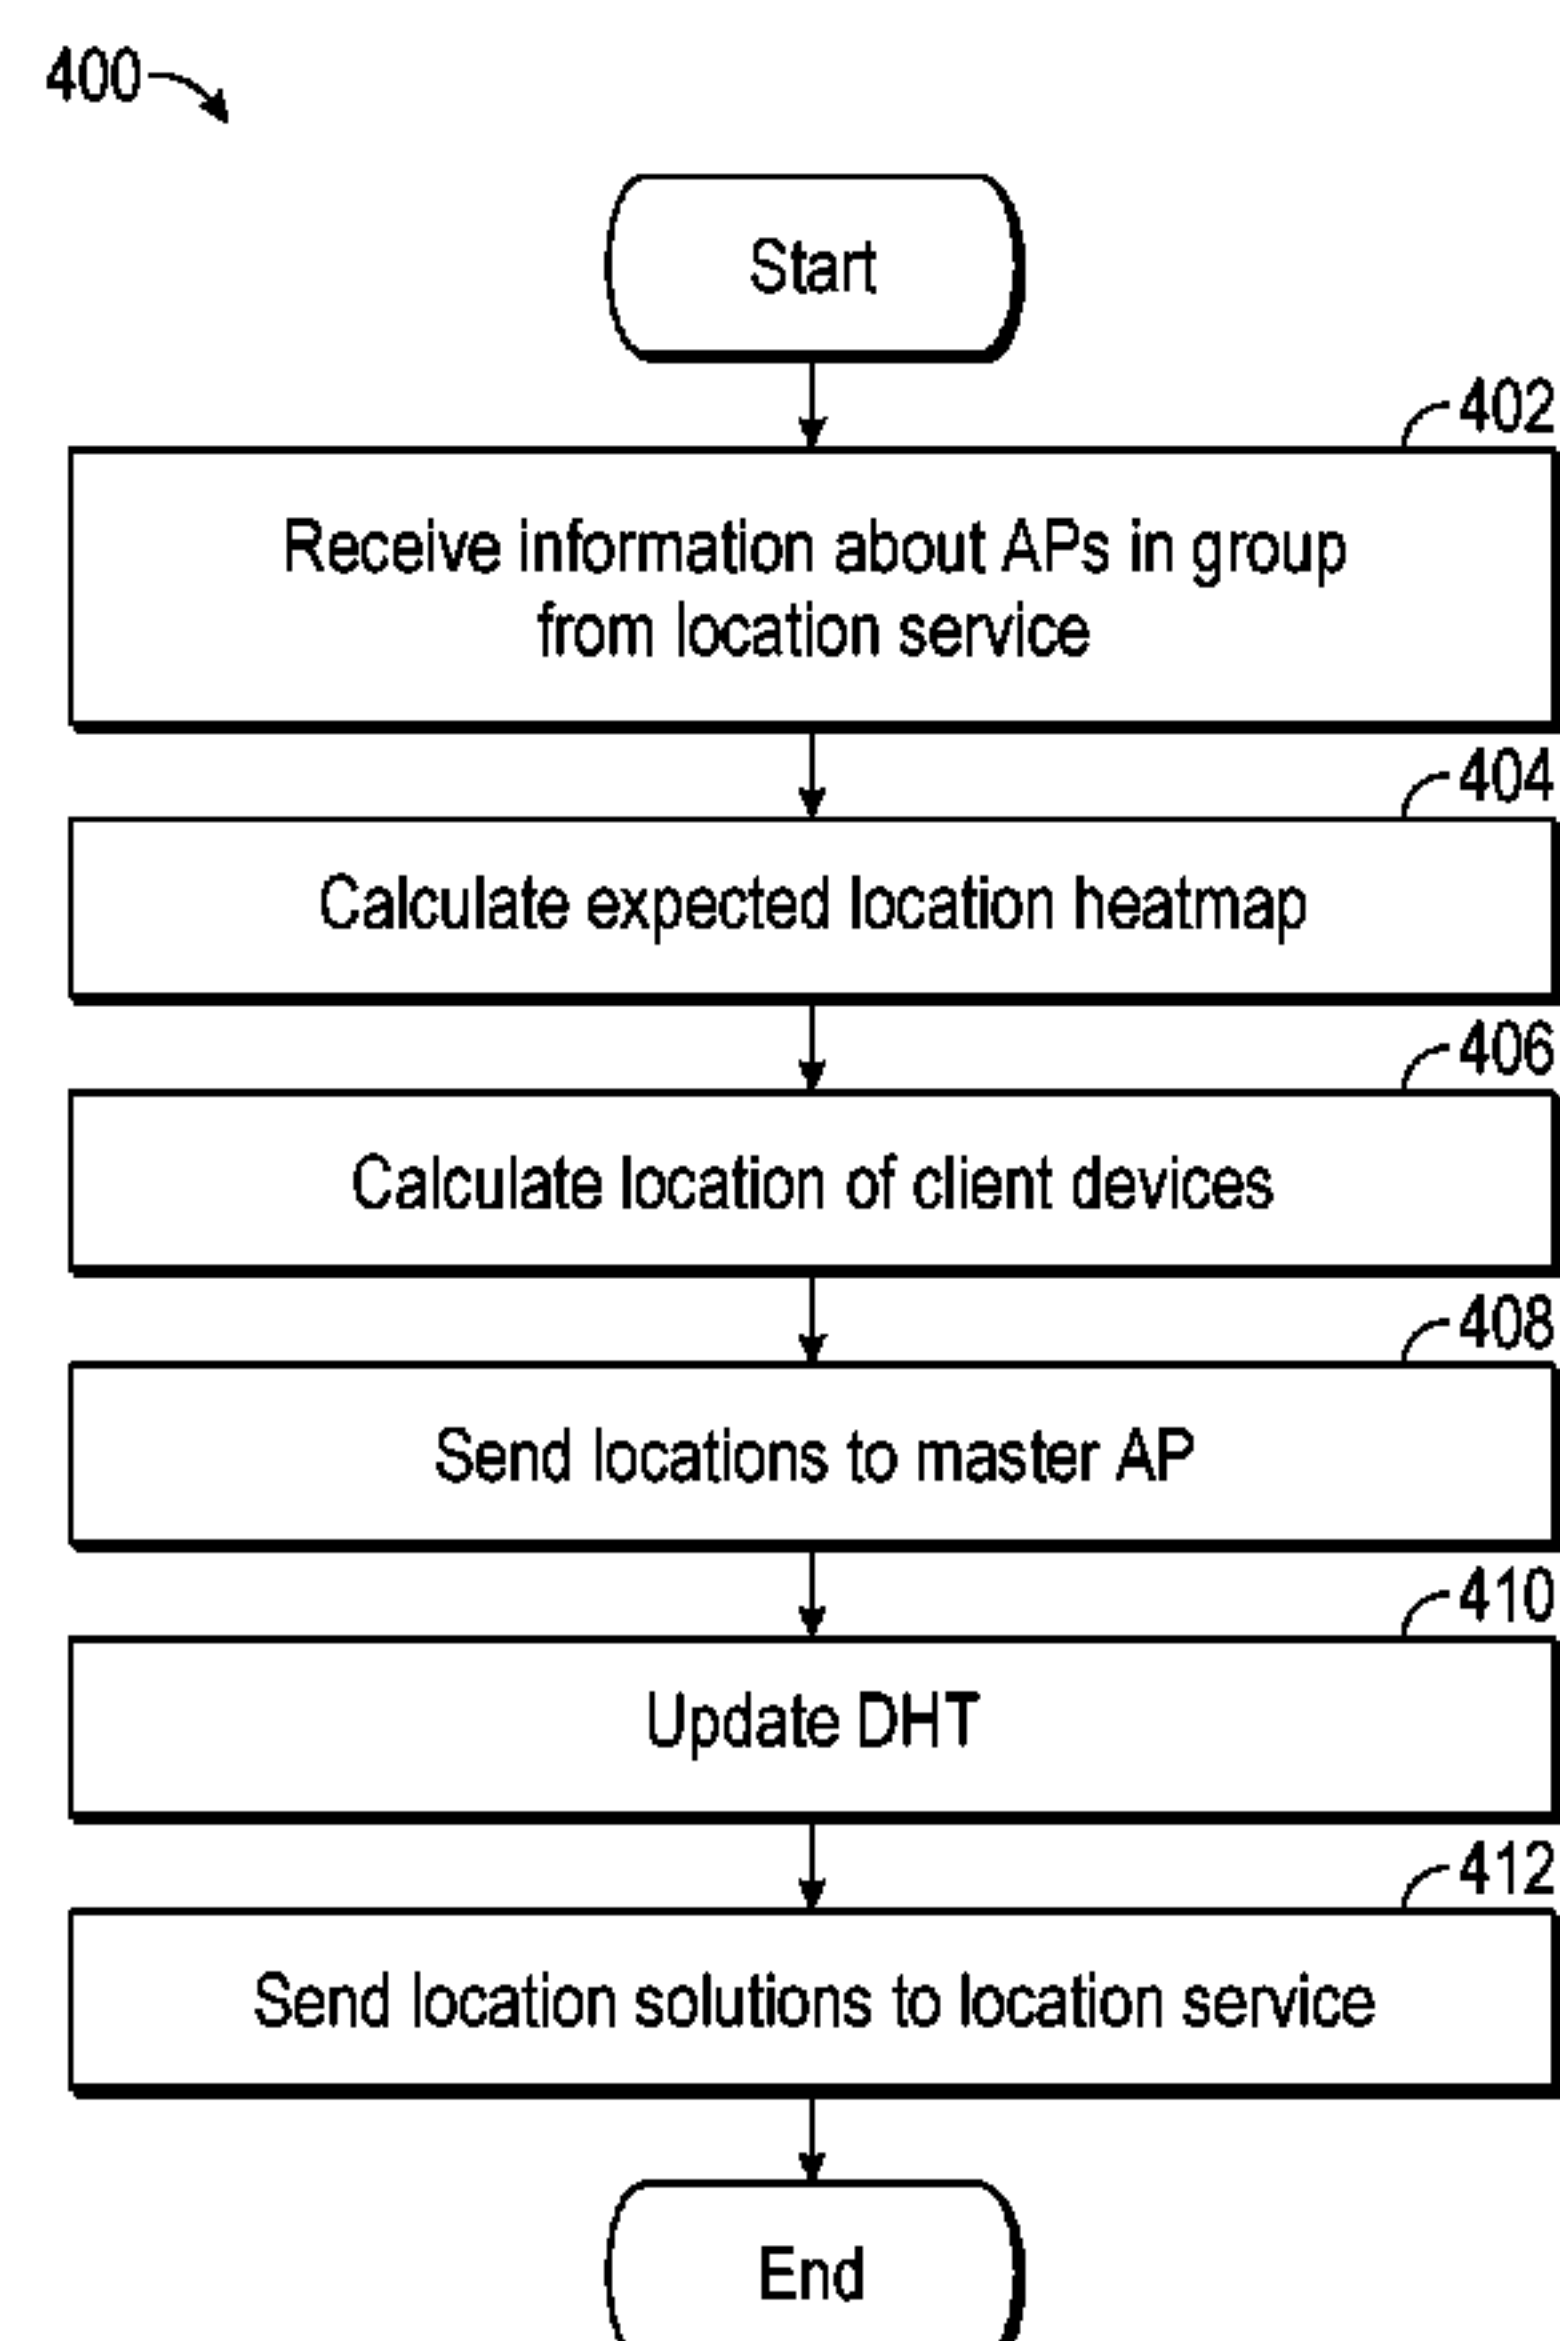 400
Start
402
Receive information about APs in group
from location service
404
Calculate expected location heatmap
406
Calculate location of client devices
408
Send locations to master AP
410
Update DHT
412
Send location solutions to location service
End